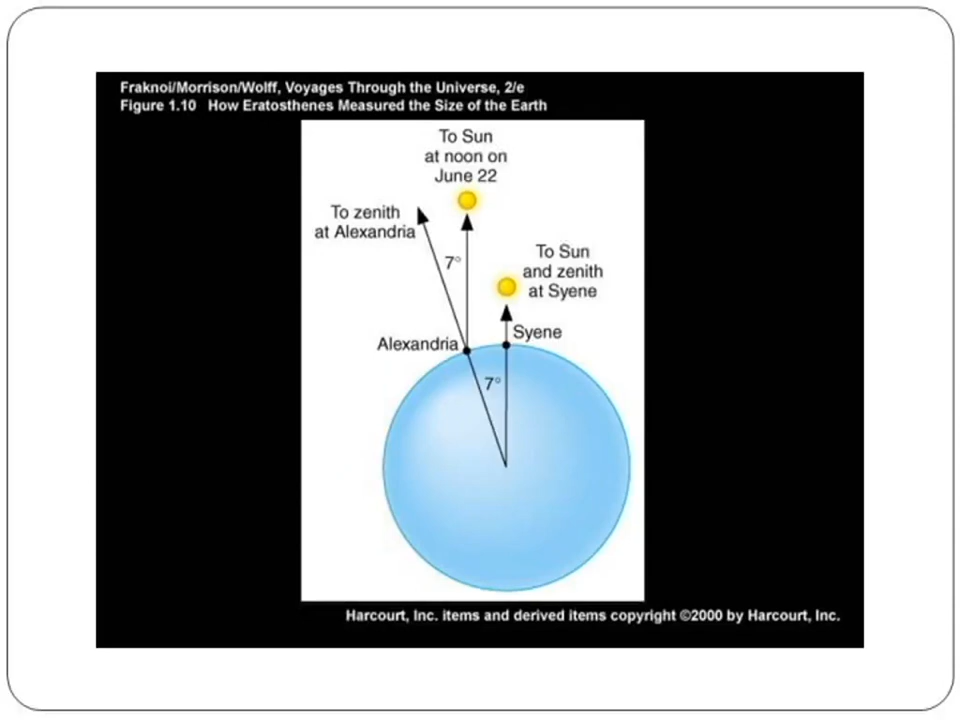 Fraknoi/Morrison/Wolff, Voyages Through the Universe, 2/e
Figure 1.10 How Eratosthenes Measured the Size of the Earth
To Sun
at noon on
June 22
To zenith
at Alexandria
7°
To Sun
and zenith
at Syene
Syene
Alexandria
7°
Harcourt, Inc. items and derived items copyright ©2000 by Harcourt, Inc.